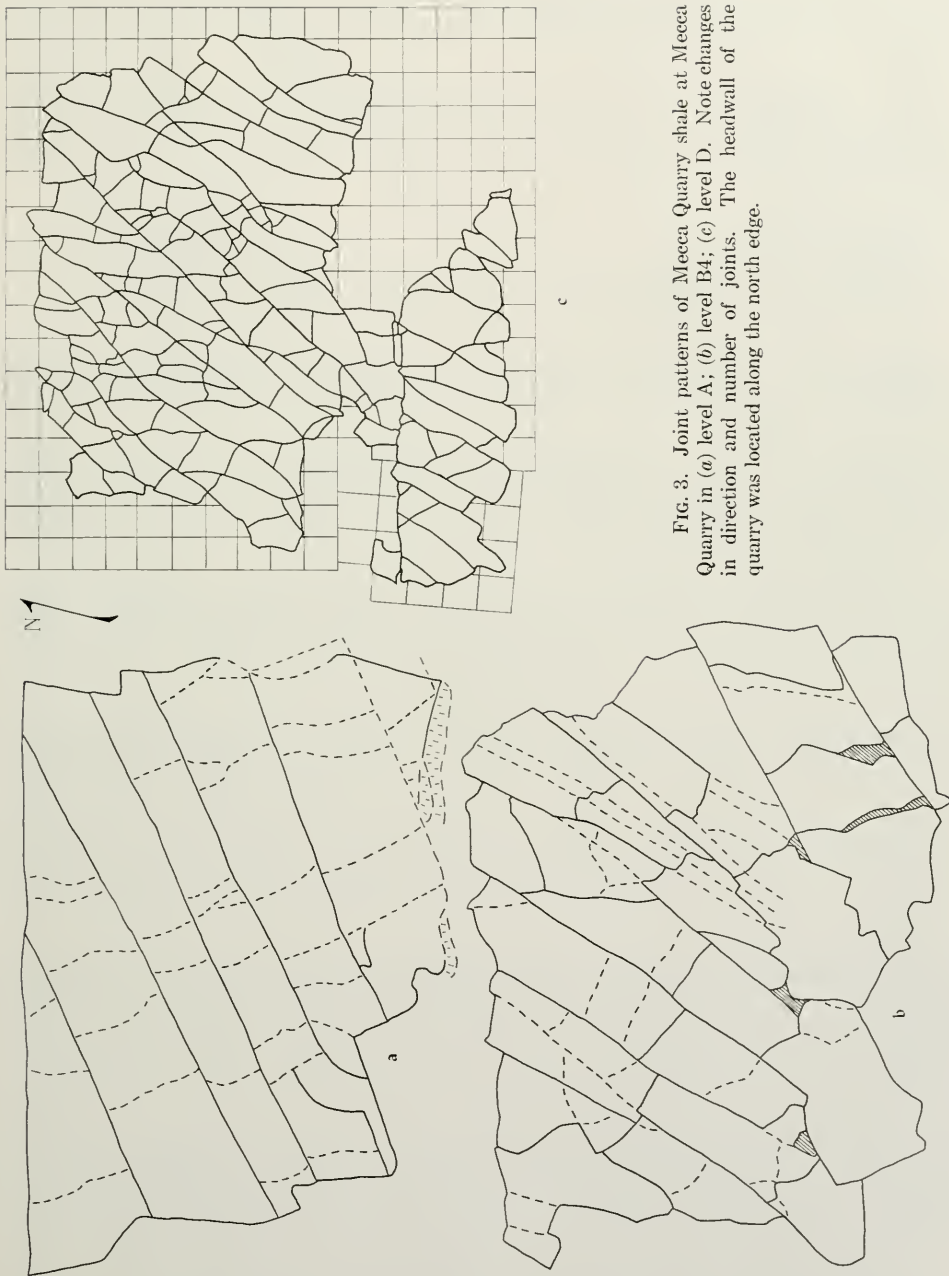 N
a
b
c
FIG. 3. Joint patterns of Mecca Quarry shale at Mecca
Quarry in (a) level A; (b) level B4; (c) level D. Note changes
in direction and number of joints. The headwall of the
quarry was located along the north edge.